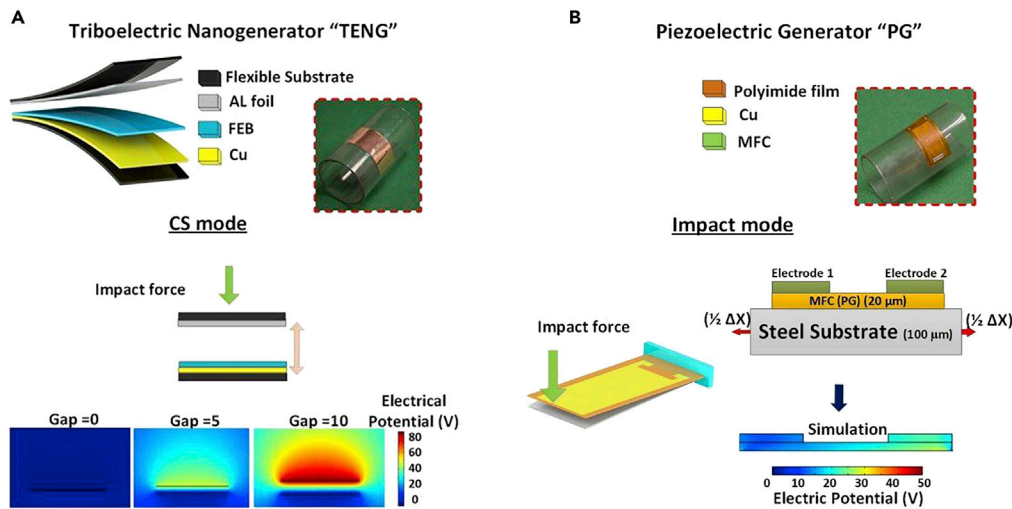 A
Triboelectric Nanogenerator “TENG”
Flexible Substrate
AL foil
FEB
Cu
CS mode
Impact force
Gap =0
Gap =5
Gap =10
Electrical
Potential (V)
80
60
40
20
0
B
Piezoelectric Generator “PG”
Polyimide film
Cu
MFC
Impact mode
Impact force
Electrode 1
Electrode 2
MFC (PG) (20 µm)
(½ ΔX)
(½ ΔX)
Steel Substrate (100 µm)
Simulation
0 10 20 30 40 50
Electric Potential (V)